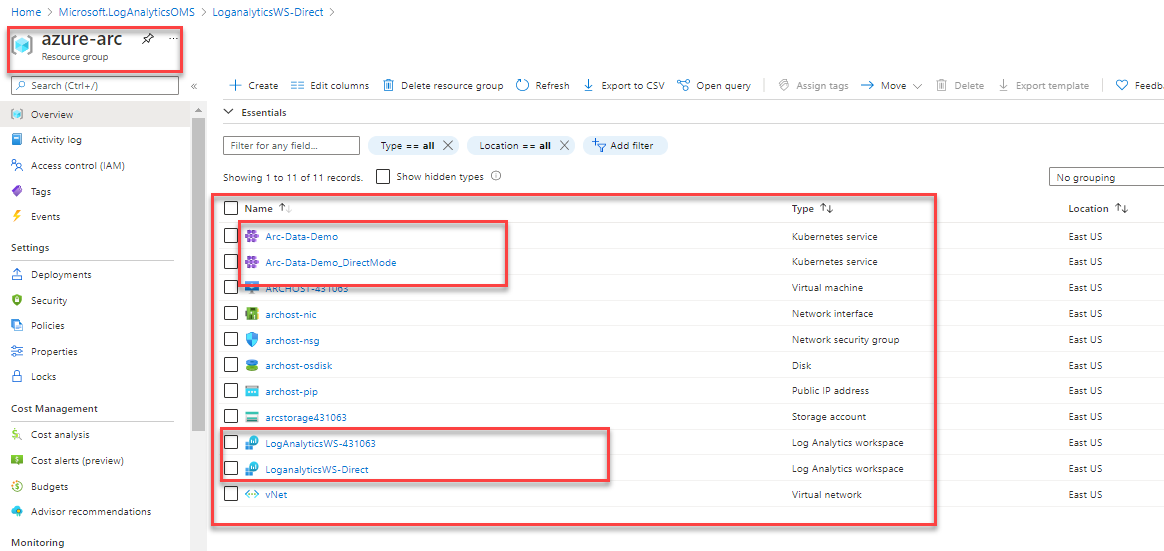 Home > Microsoft.LogAnalyticsOMS > LoganalyticsWS-Direct >
azure-arc ...
Resource group
Search (Ctrl+/) «
Create Edit columns Delete resource group Refresh Export to CSV Open query Assign tags Move Delete Export template Feedb
Overview
Activity log
Access control (IAM)
Tags
Events
Settings
Deployments
Security
Policies
Properties
Locks
Cost Management
Cost analysis
Cost alerts (preview)
Budgets
Advisor recommendations
Monitoring
Essentials
Filter for any field... Type == all Location == all Add filter
Showing 1 to 11 of 11 records. Show hidden types No grouping
Name Type Location
Arc-Data-Demo Kubernetes service East US
Arc-Data-Demo_DirectMode Kubernetes service East US
ARCHOST-431063 Virtual machine East US
archost-nic Network interface East US
archost-nsg Network security group East US
archost-osdisk Disk East US
archost-pip Public IP address East US
arcstorage431063 Storage account East US
LogAnalyticsWS-431063 Log Analytics workspace East US
LoganalyticsWS-Direct Log Analytics workspace East US
vNet Virtual network East US